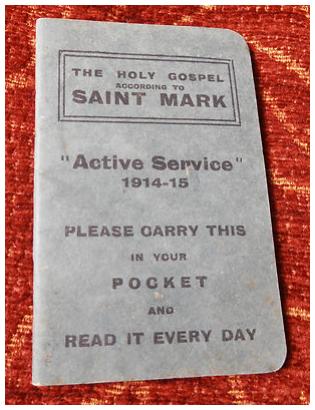 THE HOLY GOSPEL
ACCORDING TO
SAINT MARK
"Active Service"
1914-15
PLEASE CARRY THIS
IN YOUR
POCKET
AND
READ IT EVERY DAY